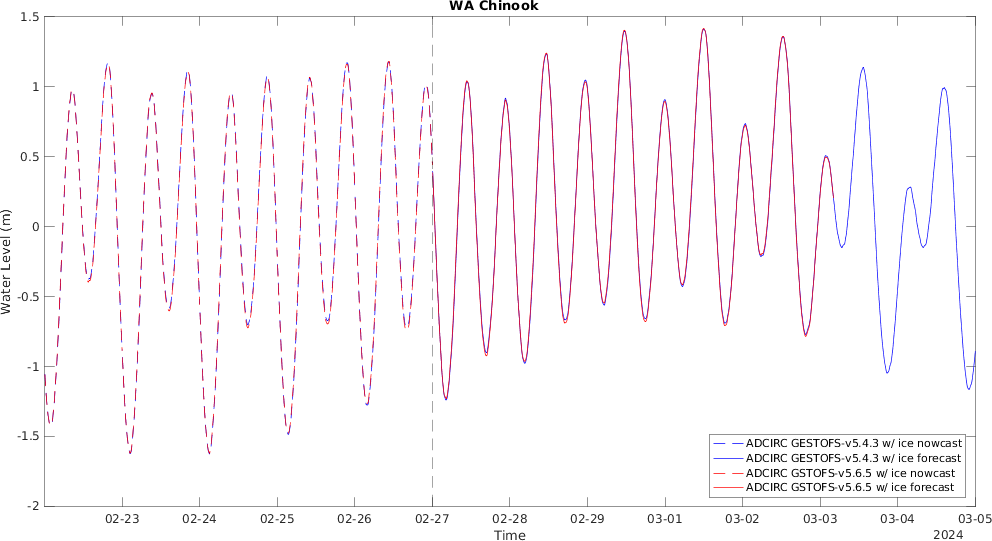 WA Chinook
Water Level (m)
1.5
1
0.5
0
-0.5
-1
-1.5
-2
ADCIRC GESTOFS-v5.4.3 w/ ice nowcast
ADCIRC GESTOFS-v5.4.3 w/ ice forecast
ADCIRC GSTOFS-v5.6.5 w/ ice nowcast
ADCIRC GSTOFS-v5.6.5 w/ ice forecast
02-23 02-24 02-25 02-26 02-27 02-28 02-29 03-01 03-02 03-03 03-04 03-05
Time
2024